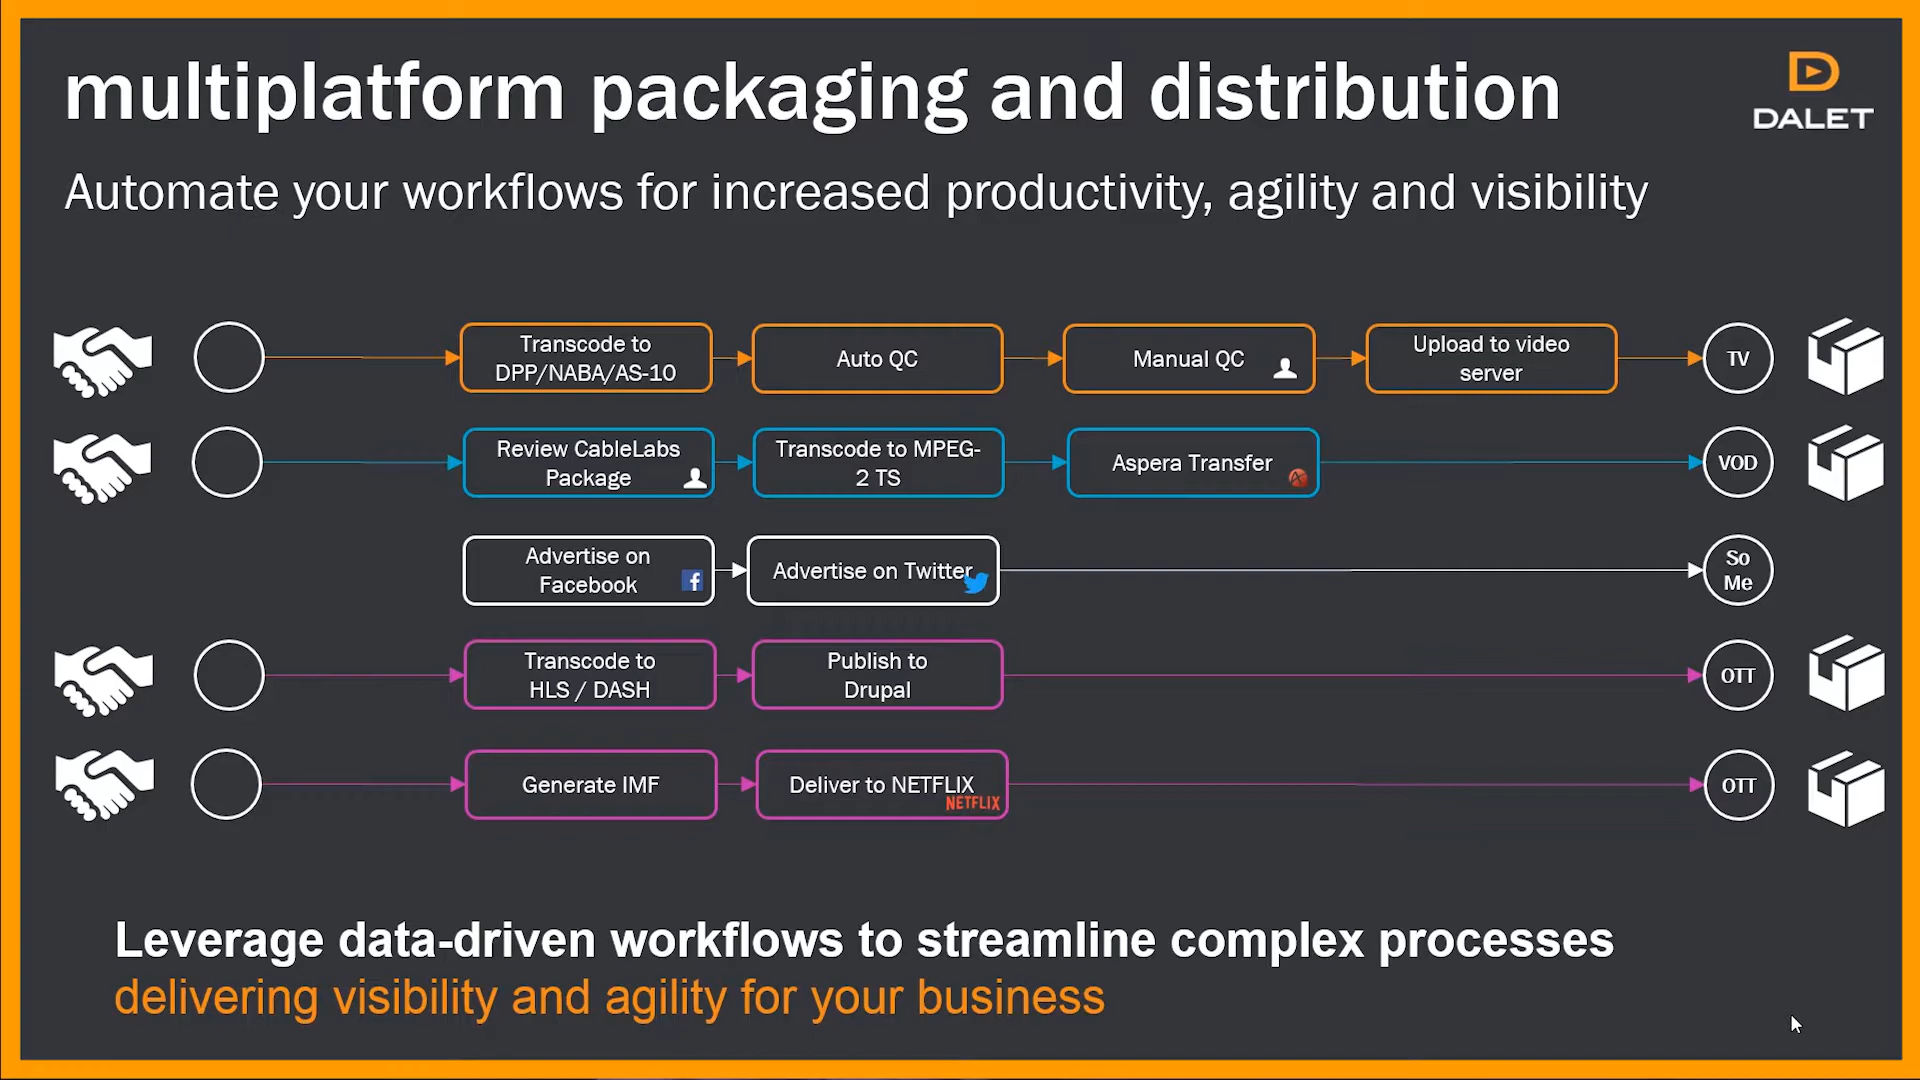 multiplatform packaging and distribution
DALET
Automate your workflows for increased productivity, agility and visibility
Transcode to
DPP/NABA/AS-10
Auto QC
Manual QC
Upload to video
server
TV
Review CableLabs
Package
Transcode to MPEG-
2 TS
Aspera Transfer
VOD
Advertise on
Facebook
f
Advertise on Twitter
So
Me
Transcode to
HLS / DASH
Publish to
Drupal
OTT
Generate IMF
Deliver to NETFLIX
NETFLIX
OTT
Leverage data-driven workflows to streamline complex processes
delivering visibility and agility for your business